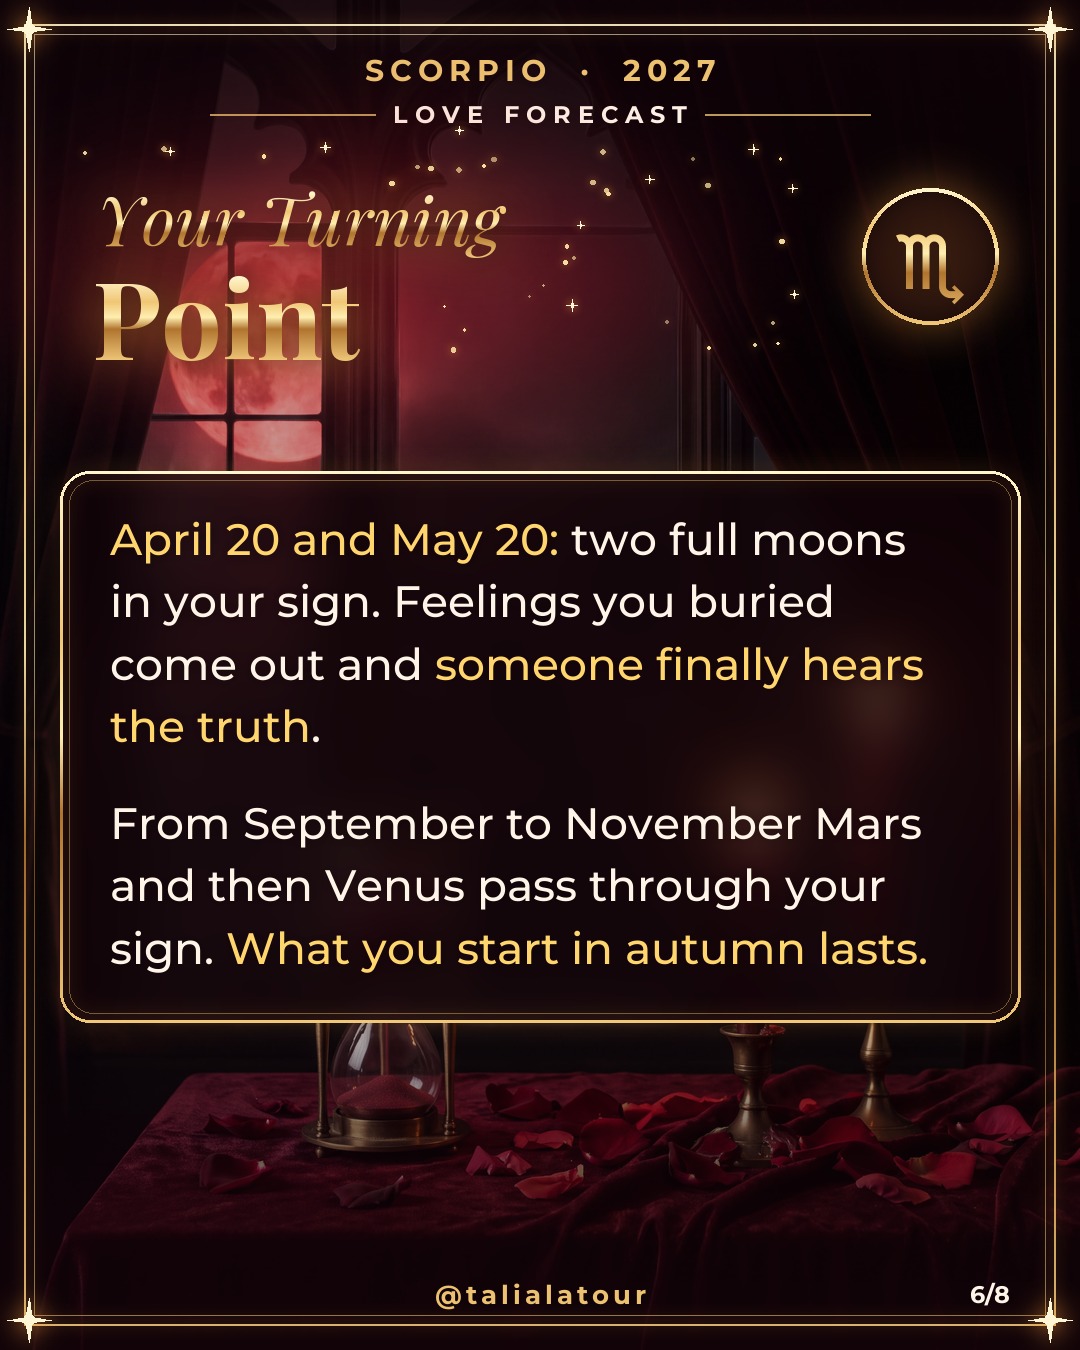 SCORPIO · 2027
LOVE FORECAST
Your Turning
Point
April 20 and May 20: two full moons
in your sign. Feelings you buried
come out and someone finally hears
the truth.
From September to November Mars
and then Venus pass through your
sign. What you start in autumn lasts.
@talialatour
6/8